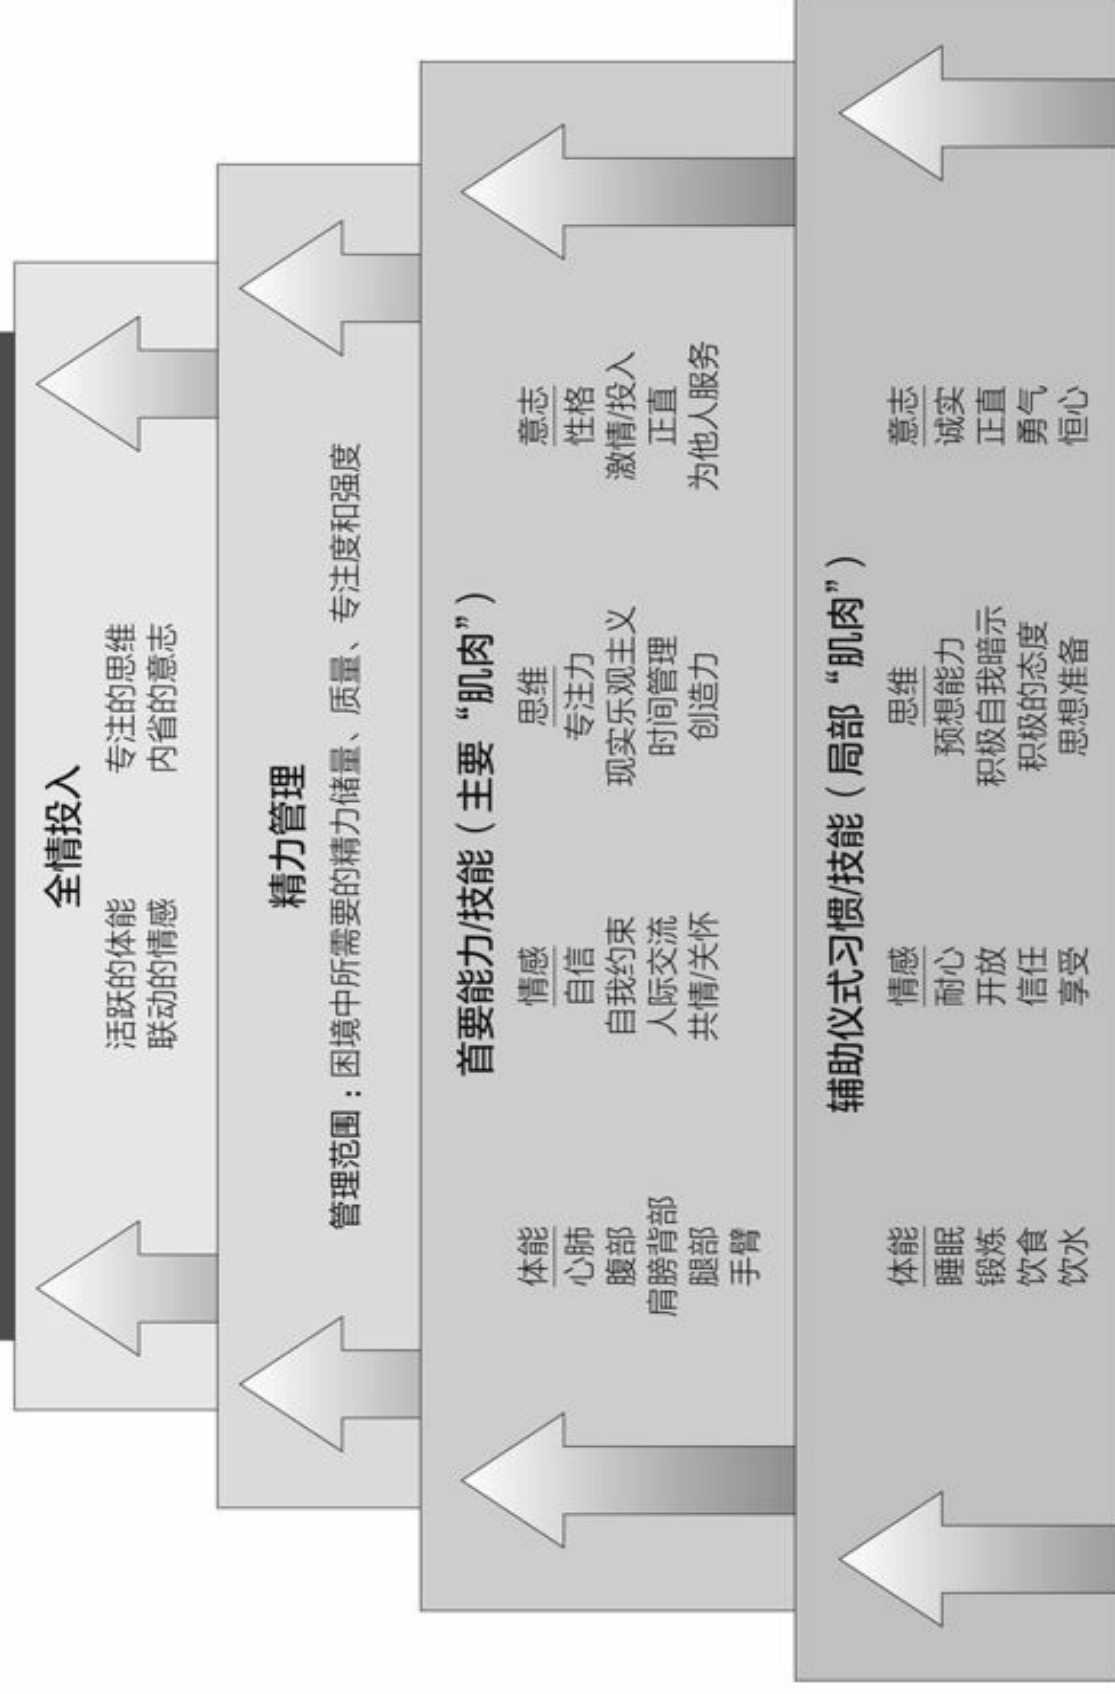 全情投入
活跃的体能 专注的思维
联动的情感 内省的意志
精力管理
管理范围：困境中所需要的精力储量、质量、专注度和强度
首要能力/技能（主要“肌肉”）
体能 情感 思维 意志
心肺 自信 专注力 性格
腹部 自我约束 现实乐观主义 激情/投入
肩膀背部 人际交流 时间管理 正直
腿部 共情/关怀 创造力 为他人服务
手臂
辅助仪式习惯/技能（局部“肌肉”）
体能 情感 思维 意志
睡眠 耐心 预想能力 诚实
锻炼 开放 积极自我暗示 正直
饮食 信任 积极的态度 勇气
饮水 享受 思想准备 恒心